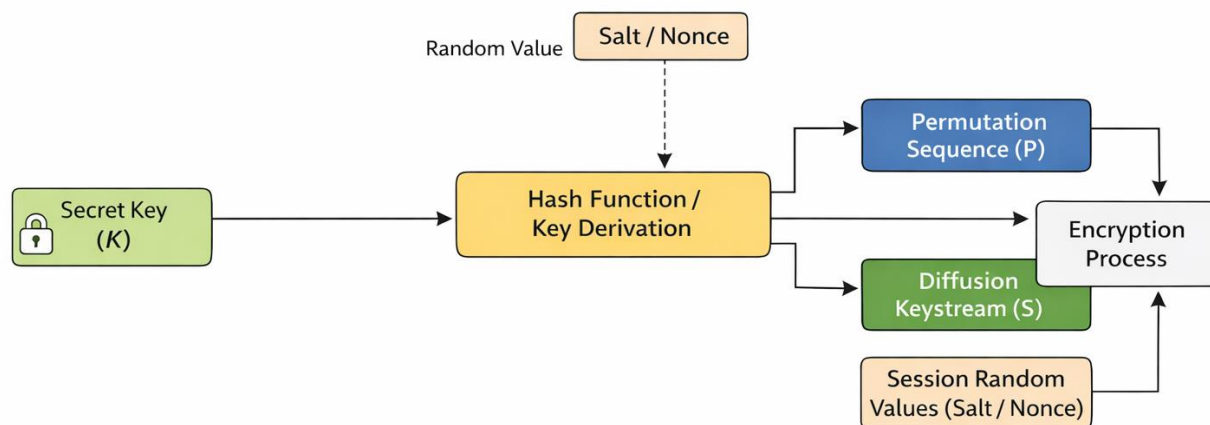 Random Value
Salt / Nonce
Secret Key
(K)
Hash Function /
Key Derivation
Permutation
Sequence (P)
Encryption
Process
Diffusion
Keystream (S)
Session Random
Values (Salt / Nonce)